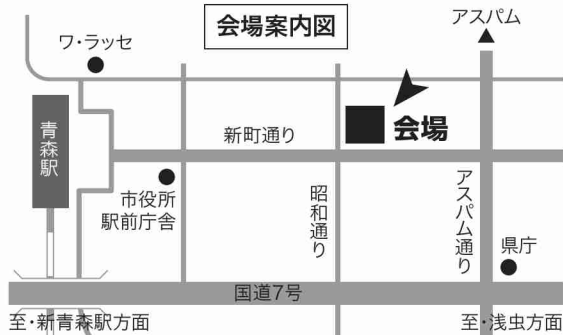 会場案内図
アスパム
ワ・ラッセ
会場
新町通り
青森駅
市役所
駅前庁舎
昭和通り
アスパム通り
県庁
国道7号
至・新青森駅方面
至・浅虫方面